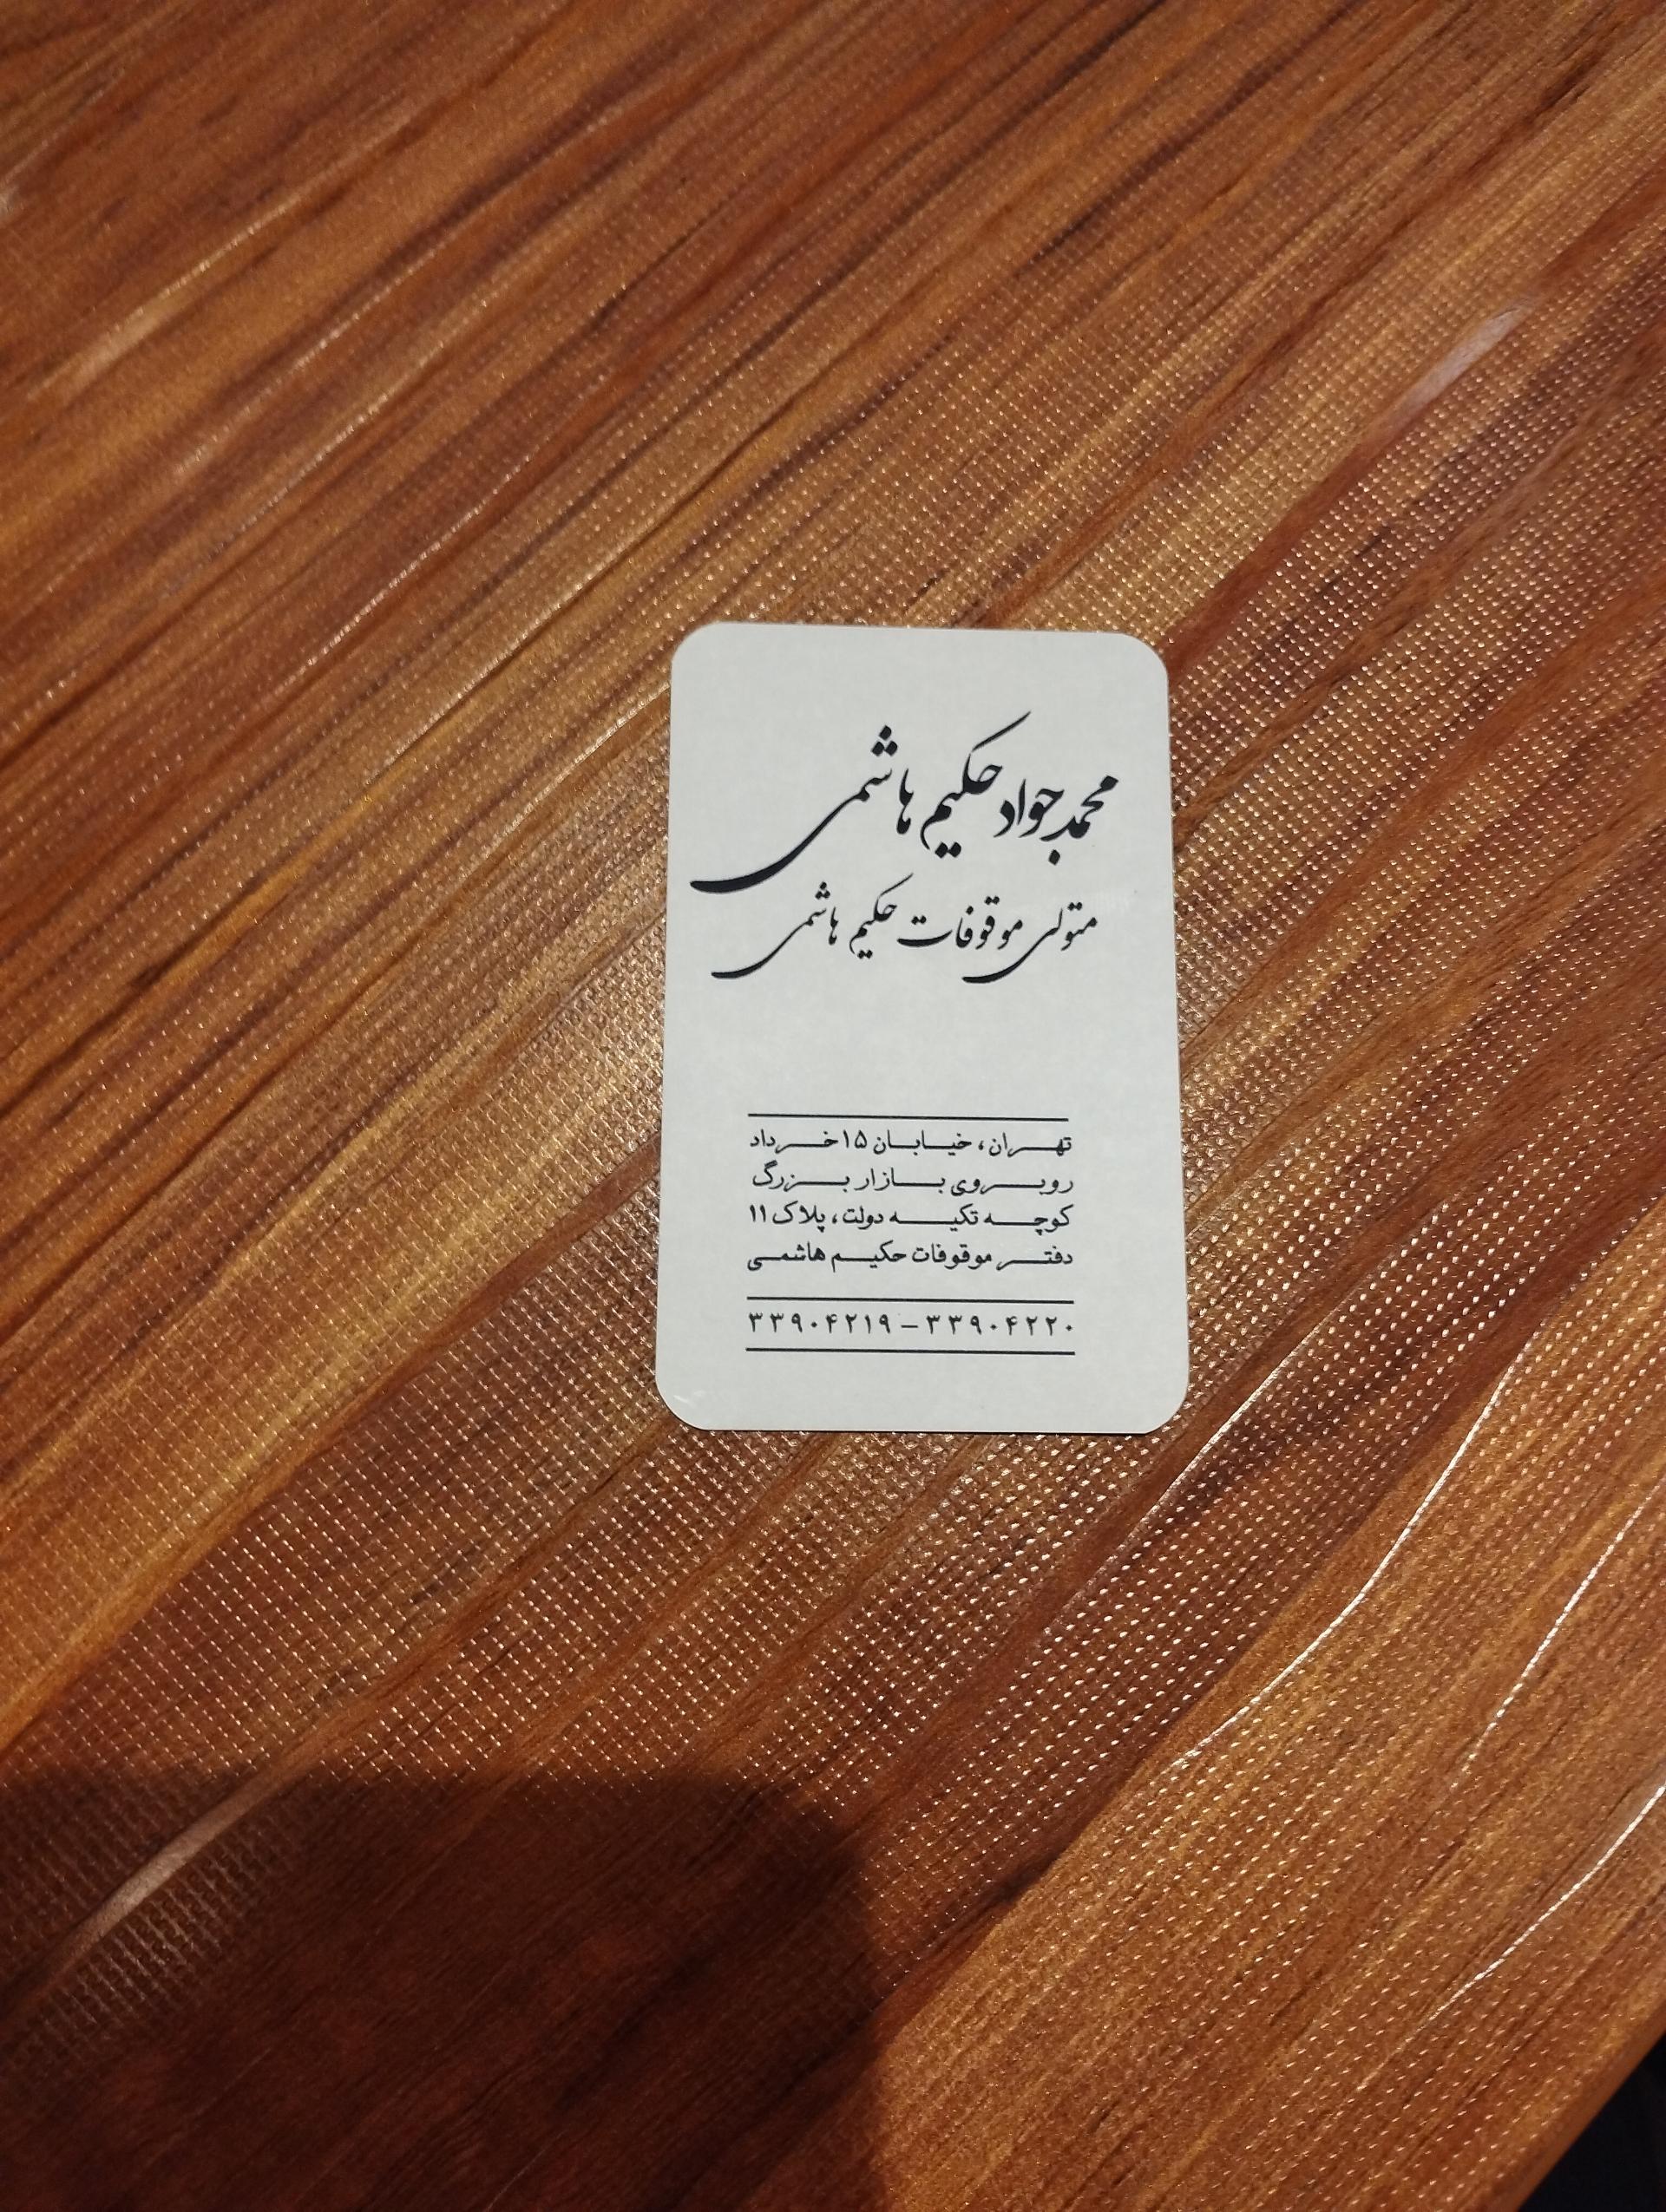 محمدجواد حکیم هاشمی
متولی موقوفات حکیم هاشمی
تهران، خیابان ۱۵ خرداد
روبروی بازار بزرگ
کوچه تکیه دولت، پلاک ۱۱
دفتر موقوفات حکیم هاشمی
۳۳۹۰۴۲۱۹ – ۳۳۹۰۴۲۲۰